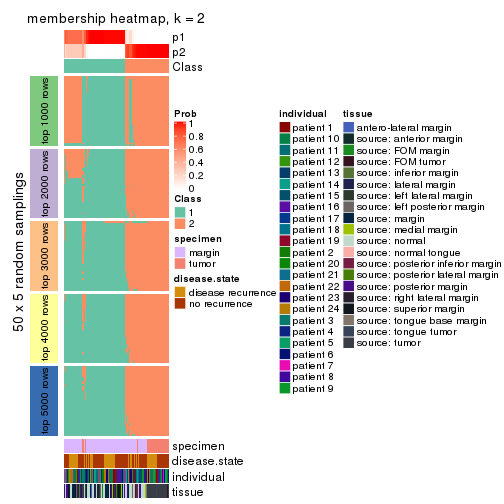 membership heatmap, k = 2
p1
p2
Class
50 x 5 random samplings
top 1000 rows
top 2000 rows
top 3000 rows
top 4000 rows
top 5000 rows
specimen
disease.state
individual
tissue
Prob
1
0.8
0.6
0.4
0.2
0
Class
1
2
specimen
margin
tumor
disease.state
disease recurrence
no recurrence
individual
patient 1
patient 10
patient 11
patient 12
patient 13
patient 14
patient 15
patient 16
patient 17
patient 18
patient 19
patient 2
patient 20
patient 21
patient 22
patient 23
patient 24
patient 3
patient 4
patient 5
patient 6
patient 7
patient 8
patient 9
tissue
antero-lateral margin
source: anterior margin
source: FOM margin
source: FOM tumor
source: inferior margin
source: lateral margin
source: left lateral margin
source: left posterior margin
source: margin
source: medial margin
source: normal
source: normal tongue
source: posterior inferior margin
source: posterior lateral margin
source: posterior margin
source: right lateral margin
source: superior margin
source: tongue base margin
source: tongue tumor
source: tumor